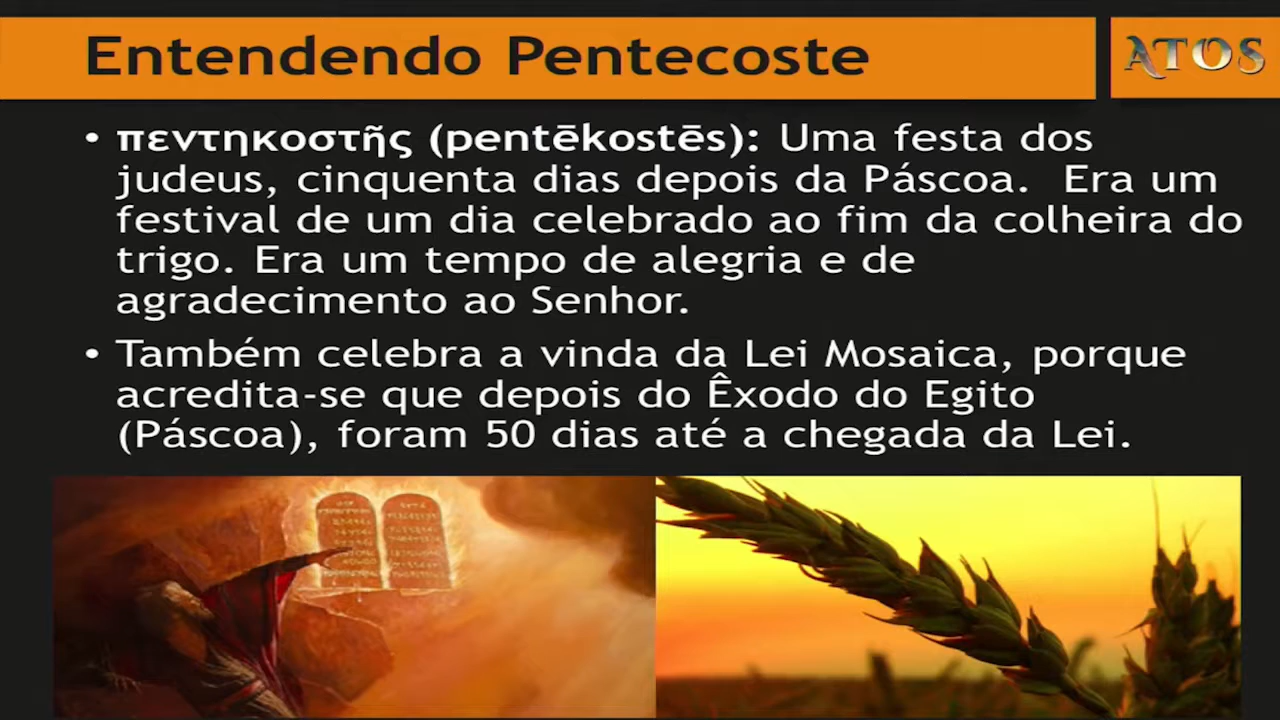 Entendendo Pentecoste
ATOS
• πεντηκοστῆς (pentēkostēs): Uma festa dos
judeus, cinquenta dias depois da Páscoa. Era um
festival de um dia celebrado ao fim da colheira do
trigo. Era um tempo de alegria e de
agradecimento ao Senhor.
• Também celebra a vinda da Lei Mosaica, porque
acredita-se que depois do Êxodo do Egito
(Páscoa), foram 50 dias até a chegada da Lei.